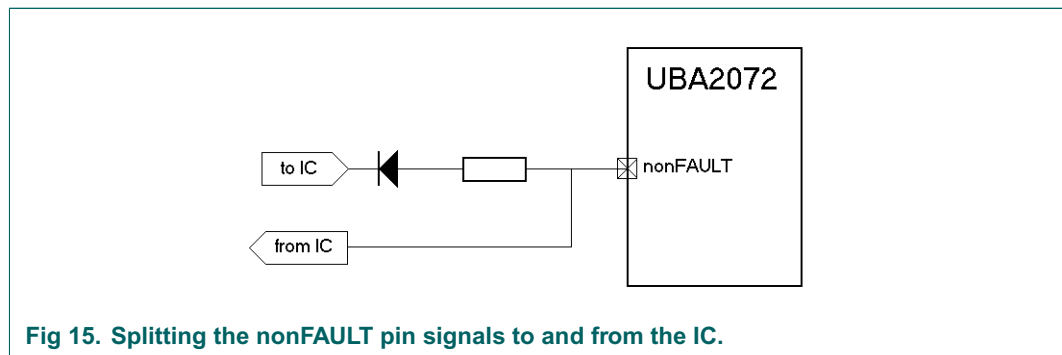 UBA2072
to IC
nonFAULT
from IC
Fig 15. Splitting the nonFAULT pin signals to and from the IC.